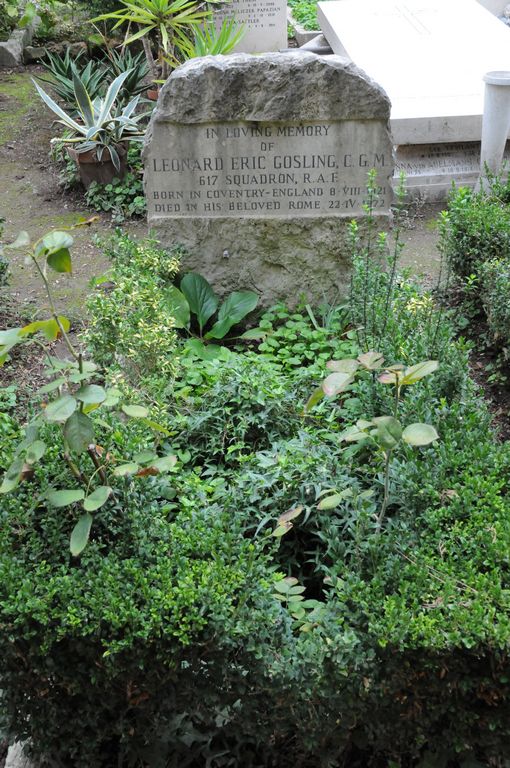 IN LOVING MEMORY
OF
LEONARD ERIC GOSLING, C.G.M.
617 SQUADRON, R.A.F.
BORN IN COVENTRY-ENGLAND 8·VIII·1921
DIED IN HIS BELOVED ROME 22·IV·1972